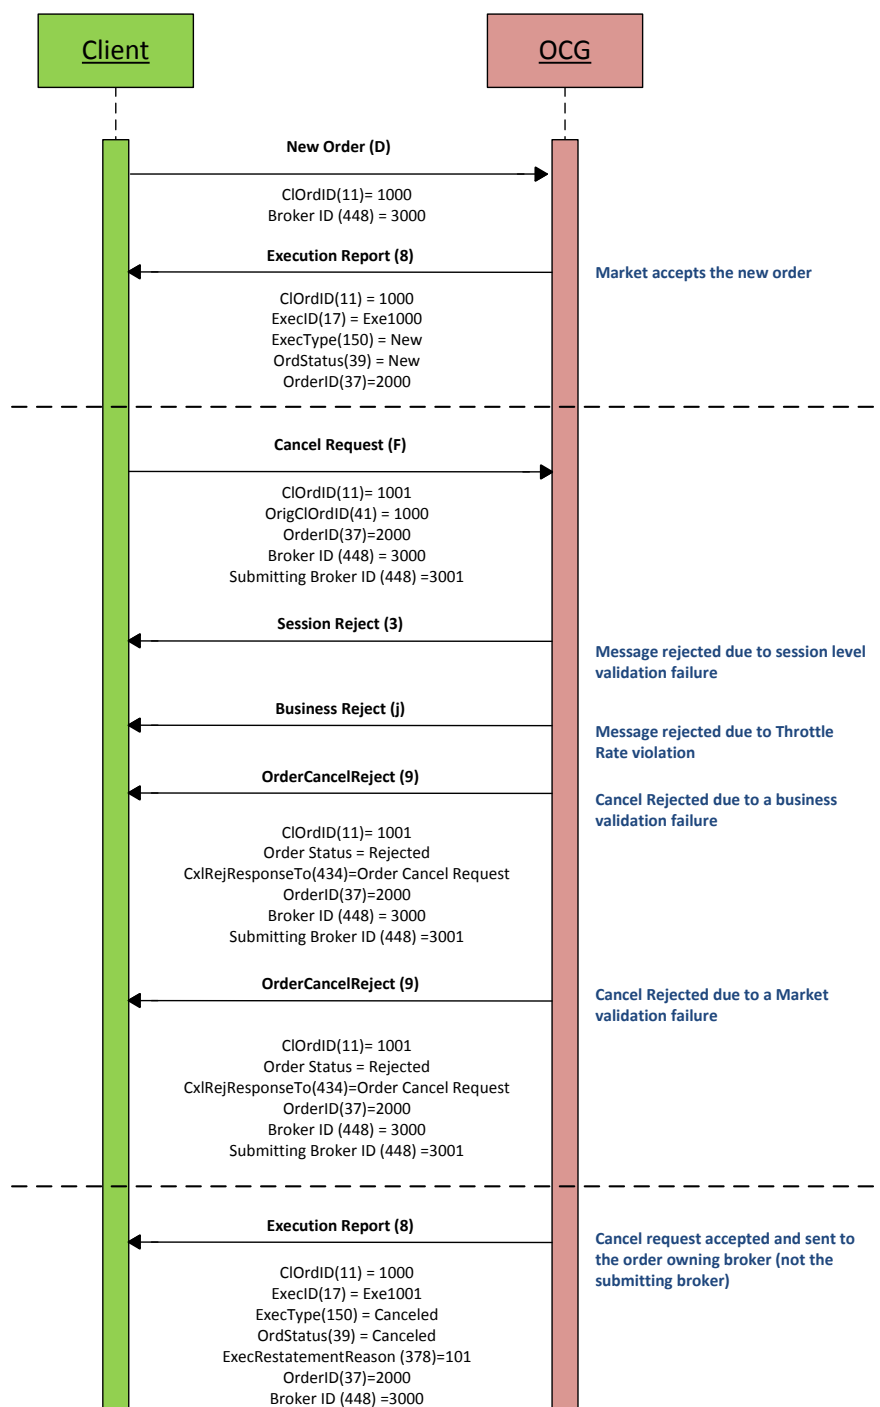 Client
OCG
New Order (D)
ClOrdID(11)= 1000
Broker ID (448) = 3000
Execution Report (8)
Market accepts the new order
ClOrdID(11) = 1000
ExecID(17) = Exe1000
ExecType(150) = New
OrdStatus(39) = New
OrderID(37)=2000
Cancel Request (F)
ClOrdID(11)= 1001
OrigClOrdID(41) = 1000
OrderID(37)=2000
Broker ID (448) = 3000
Submitting Broker ID (448) =3001
Session Reject (3)
Message rejected due to session level
validation failure
Business Reject (j)
Message rejected due to Throttle
Rate violation
OrderCancelReject (9)
Cancel Rejected due to a business
validation failure
ClOrdID(11)= 1001
Order Status = Rejected
CxlRejResponseTo(434)=Order Cancel Request
OrderID(37)=2000
Broker ID (448) = 3000
Submitting Broker ID (448) =3001
OrderCancelReject (9)
Cancel Rejected due to a Market
validation failure
ClOrdID(11)= 1001
Order Status = Rejected
CxlRejResponseTo(434)=Order Cancel Request
OrderID(37)=2000
Broker ID (448) = 3000
Submitting Broker ID (448) =3001
Execution Report (8)
Cancel request accepted and sent to
the order owning broker (not the
submitting broker)
ClOrdID(11) = 1000
ExecID(17) = Exe1001
ExecType(150) = Canceled
OrdStatus(39) = Canceled
ExecRestatementReason (378)=101
OrderID(37)=2000
Broker ID (448) =3000